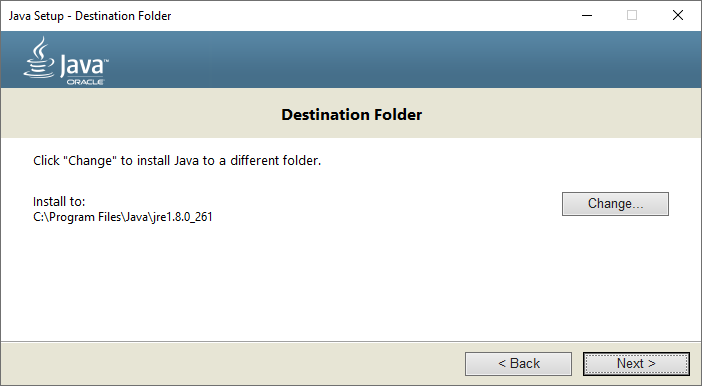 Java Setup - Destination Folder
Java™
ORACLE
Destination Folder
Click "Change" to install Java to a different folder.
Install to:
C:\Program Files\Java\jre1.8.0_261
Change...
< Back
Next >